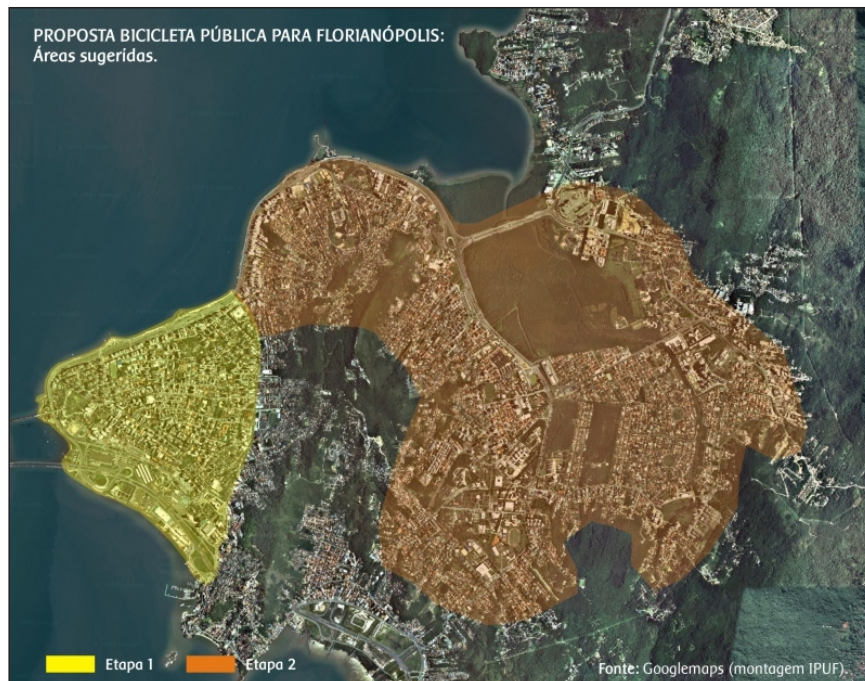 PROPOSTA BICICLETA PÚBLICA PARA FLORIANÓPOLIS:
Áreas sugeridas.
Etapa 1
Etapa 2
Fonte: Googlemaps (montagem IPUF).